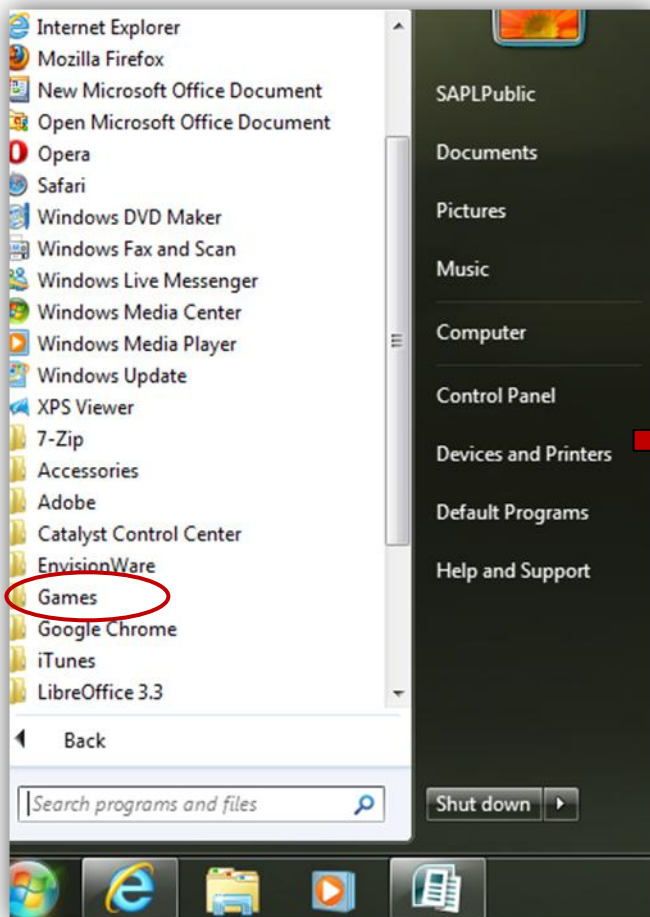 Internet Explorer
Mozilla Firefox
New Microsoft Office Document
Open Microsoft Office Document
Opera
Safari
Windows DVD Maker
Windows Fax and Scan
Windows Live Messenger
Windows Media Center
Windows Media Player
Windows Update
XPS Viewer
7-Zip
Accessories
Adobe
Catalyst Control Center
EnvisionWare
Games
Google Chrome
iTunes
LibreOffice 3.3
Back
Search programs and files
SAPLPublic
Documents
Pictures
Music
Computer
Control Panel
Devices and Printers
Default Programs
Help and Support
Shut down